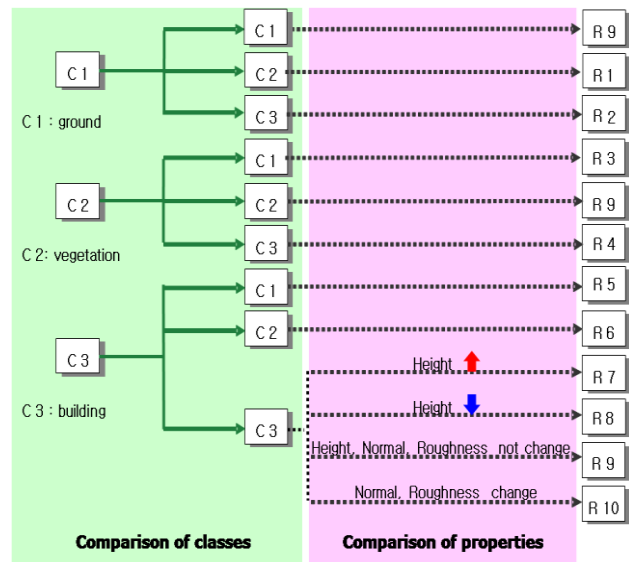 C 1
R 9
C 1
C 2
R 1
C 3
R 2
C 1 : ground
C 1
R 3
C 2
C 2
R 9
C 3
R 4
C 2: vegetation
C 1
R 5
C 2
R 6
C 3
Height
R 7
Height
R 8
C 3 : building
C 3
Height, Normal, Roughness not change
R 9
Normal, Roughness change
R 10
Comparison of classes
Comparison of properties